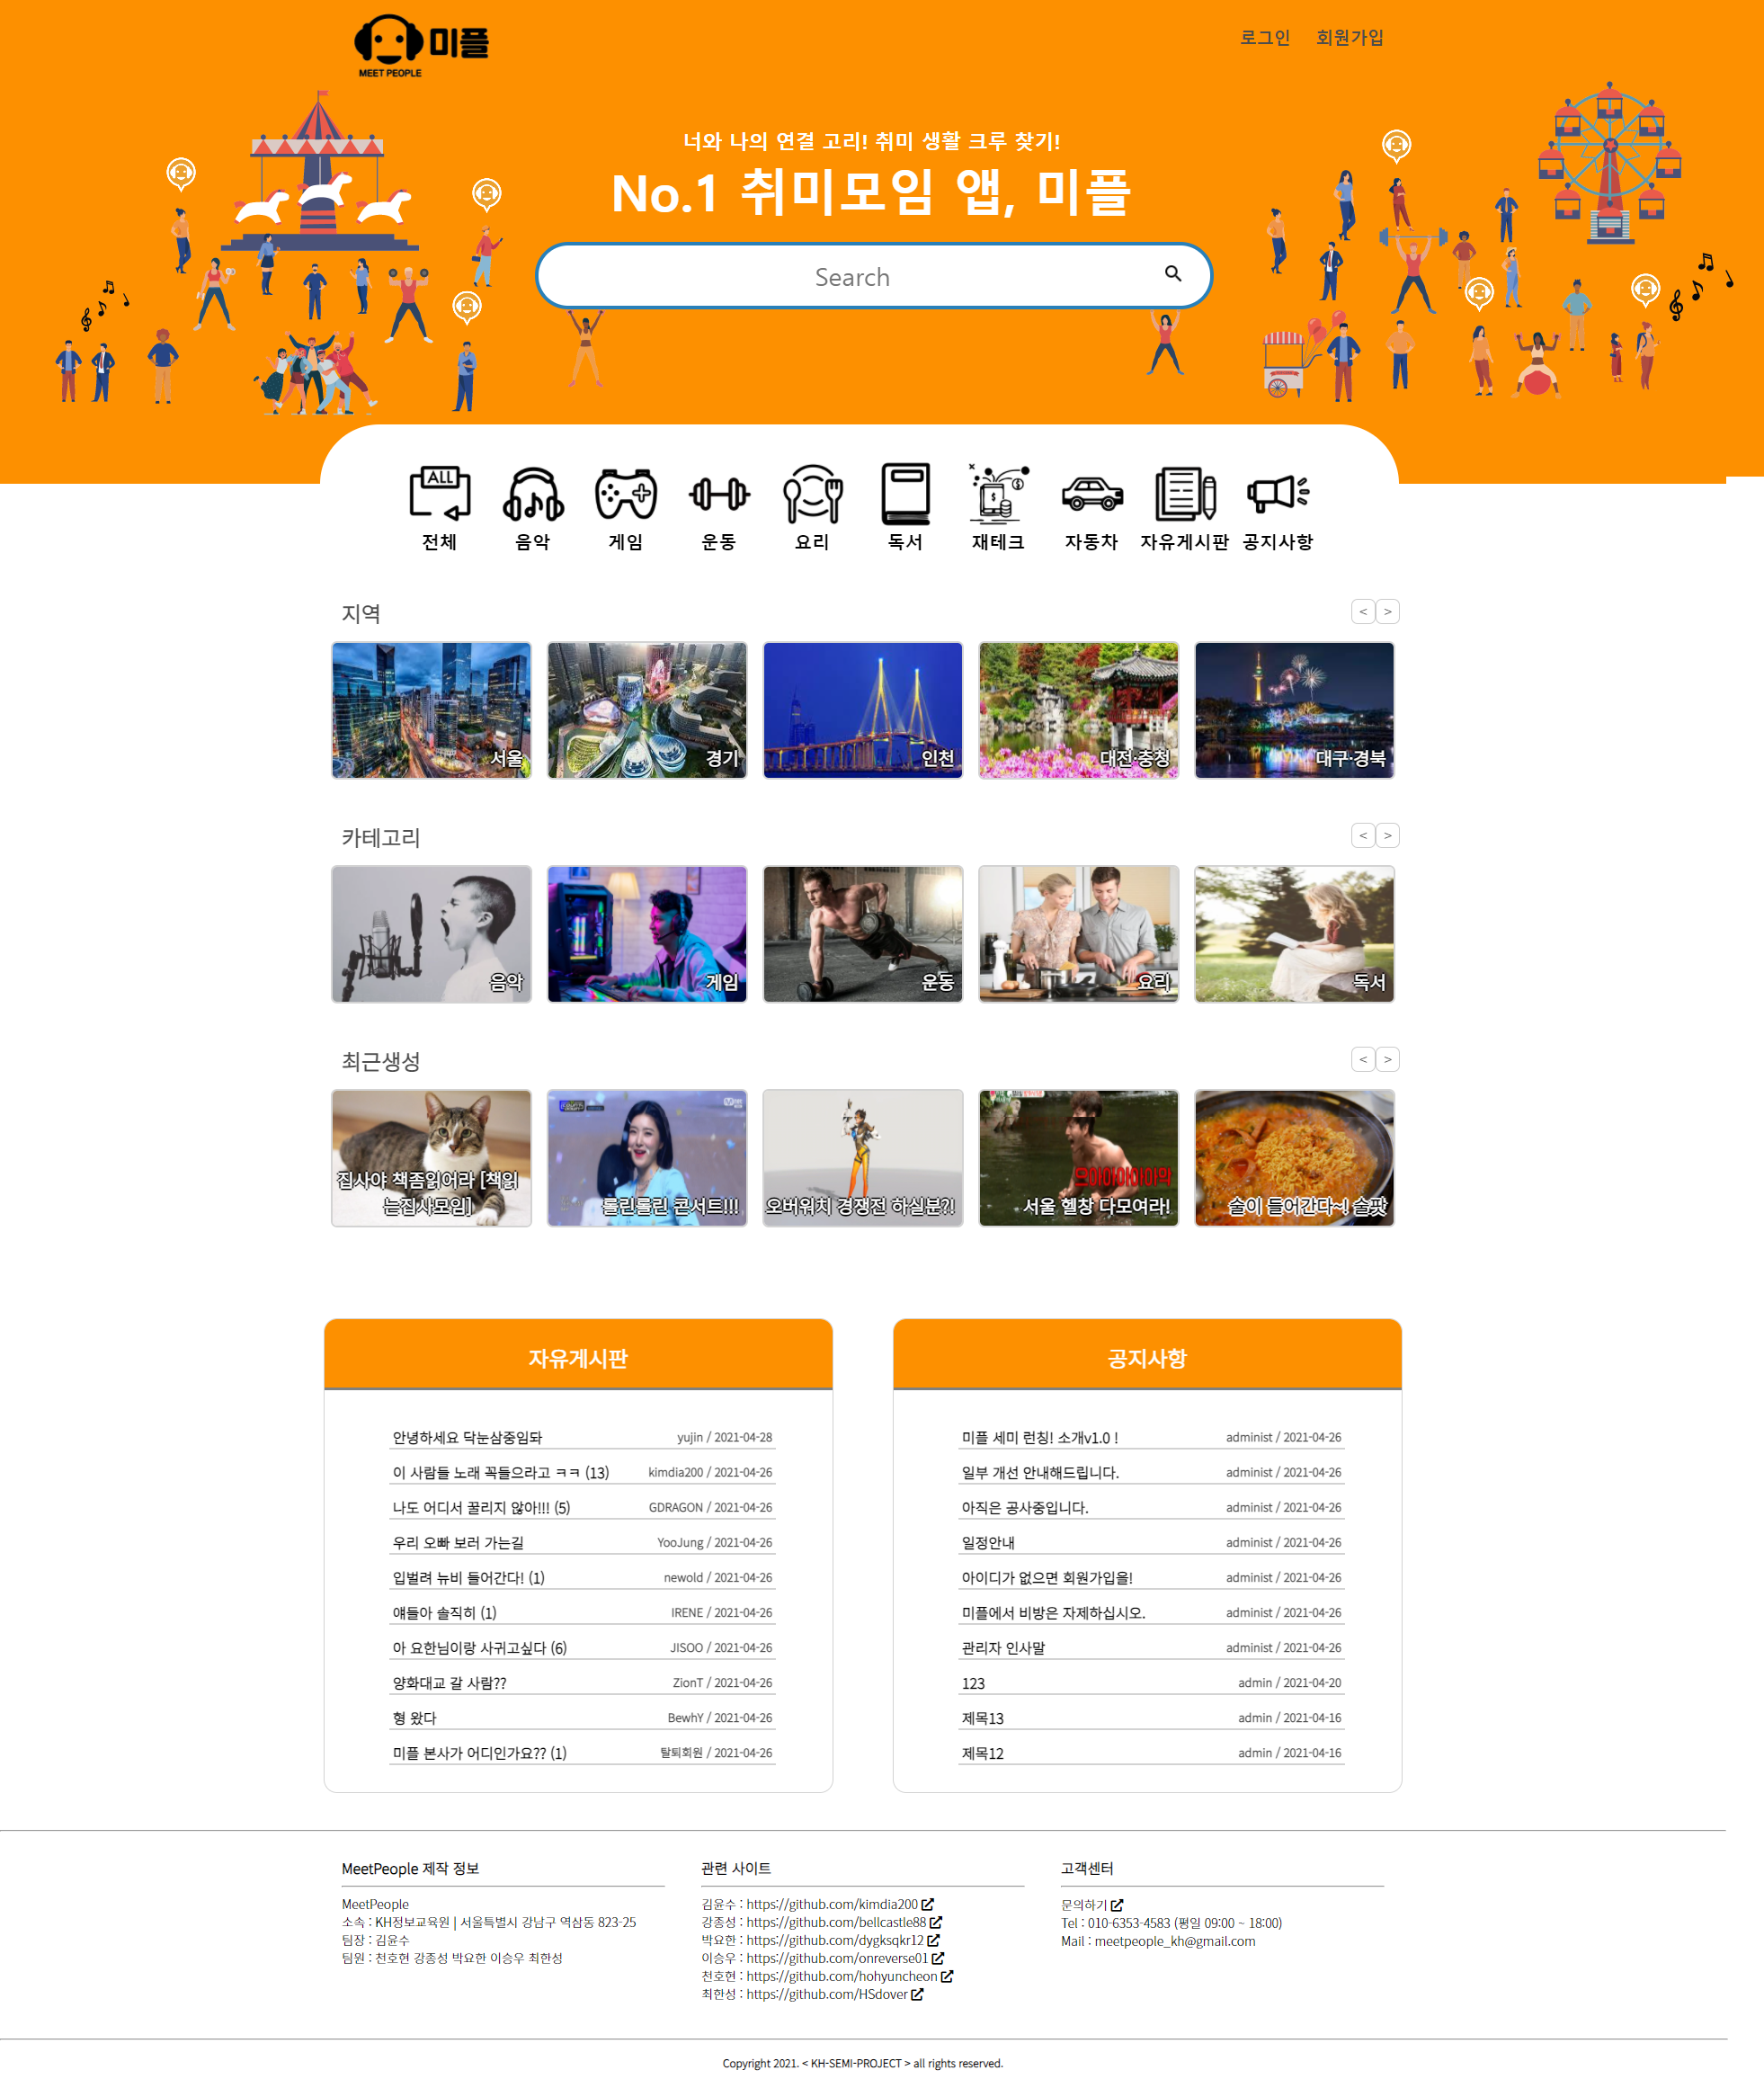 미플
MEET PEOPLE
로그인 회원가입
너와 나의 연결 고리! 취미 생활 크루 찾기!
No.1 취미모임 앱, 미플
Search
ALL
전체 음악 게임 운동 요리 독서 재테크 자동차 자유게시판 공지사항
지역 < >
서울 경기 인천 대전·충청 대구·경북
카테고리 < >
음악 게임 운동 요리 독서
최근생성 < >
집사야 책좀읽어라 [책읽
는집사모임]
롤린롤린 콘서트!!!
오버워치 경쟁전 하실분?!
으아아아아아악
서울 헬창 다모여라!
술이 들어간다~! 술팟
자유게시판
안녕하세요 닥눈삼중임돠 yujin / 2021-04-28
이 사람들 노래 꼭들으라고 ㅋㅋ (13) kimdia200 / 2021-04-26
나도 어디서 꿀리지 않아!!! (5) GDRAGON / 2021-04-26
우리 오빠 보러 가는길 YooJung / 2021-04-26
입벌려 뉴비 들어간다! (1) newold / 2021-04-26
얘들아 솔직히 (1) IRENE / 2021-04-26
아 요한님이랑 사귀고싶다 (6) JISOO / 2021-04-26
양화대교 갈 사람?? ZionT / 2021-04-26
형 왔다 BewhY / 2021-04-26
미플 본사가 어디인가요?? (1) 탈퇴회원 / 2021-04-26
공지사항
미플 세미 런칭! 소개v1.0 ! administ / 2021-04-26
일부 개선 안내해드립니다. administ / 2021-04-26
아직은 공사중입니다. administ / 2021-04-26
일정안내 administ / 2021-04-26
아이디가 없으면 회원가입을! administ / 2021-04-26
미플에서 비방은 자제하십시오. administ / 2021-04-26
관리자 인사말 administ / 2021-04-26
123 admin / 2021-04-20
제목13 admin / 2021-04-16
제목12 admin / 2021-04-16
MeetPeople 제작 정보
MeetPeople
소속 : KH정보교육원 | 서울특별시 강남구 역삼동 823-25
팀장 : 김윤수
팀원 : 천호현 강종성 박요한 이승우 최한성
관련 사이트
김윤수 : https://github.com/kimdia200
강종성 : https://github.com/bellcastle88
박요한 : https://github.com/dygksqkr12
이승우 : https://github.com/onreverse01
천호현 : https://github.com/hohyuncheon
최한성 : https://github.com/HSdover
고객센터
문의하기
Tel : 010-6353-4583 (평일 09:00 ~ 18:00)
Mail : meetpeople_kh@gmail.com
Copyright 2021. < KH-SEMI-PROJECT > all rights reserved.